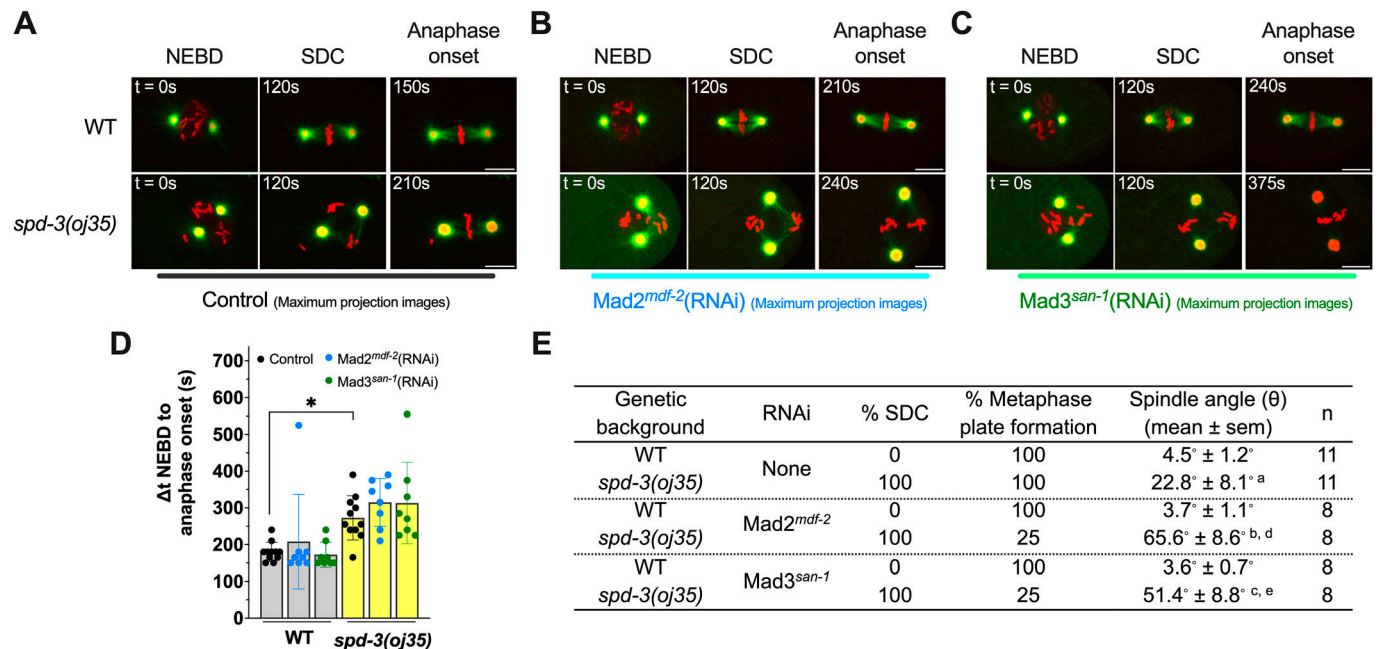 A
NEBD
SDC
Anaphase
onset
WT
t = 0s
120s
150s
spd-3(oj35)
t = 0s
120s
210s
Control (Maximum projection images)
B
NEBD
SDC
Anaphase
onset
t = 0s
120s
210s
t = 0s
120s
240s
Mad2mdf-2(RNAi) (Maximum projection images)
C
NEBD
SDC
Anaphase
onset
t = 0s
120s
240s
t = 0s
120s
375s
Mad3san-1(RNAi) (Maximum projection images)
D
Δt NEBD to
anaphase onset (s)
700
600
500
400
300
200
100
0
Control
Mad2mdf-2(RNAi)
Mad3san-1(RNAi)
*
WT
spd-3(oj35)
E
Genetic
background
RNAi
% SDC
% Metaphase
plate formation
Spindle angle (θ)
(mean ± sem)
n
WT 0 100 4.5° ± 1.2° 11
None
spd-3(oj35) 100 100 22.8° ± 8.1° a 11
WT 0 100 3.7° ± 1.1° 8
Mad2mdf-2
spd-3(oj35) 100 25 65.6° ± 8.6° b, d 8
WT 0 100 3.6° ± 0.7° 8
Mad3san-1
spd-3(oj35) 100 25 51.4° ± 8.8° c, e 8